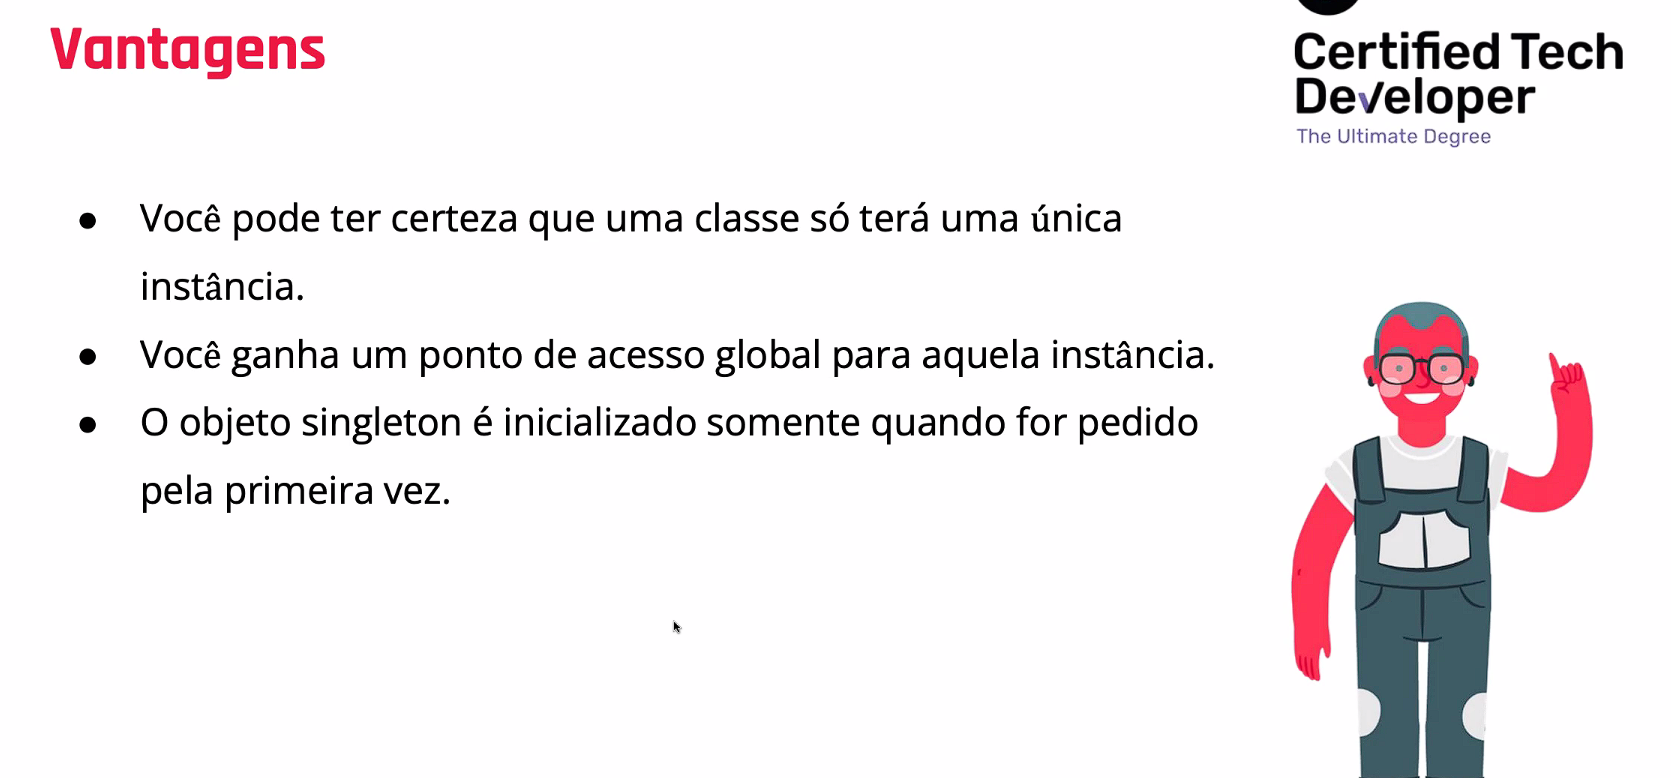 Vantagens
Certified Tech
Developer
The Ultimate Degree
● Você pode ter certeza que uma classe só terá uma única
instância.
● Você ganha um ponto de acesso global para aquela instância.
● O objeto singleton é inicializado somente quando for pedido
pela primeira vez.